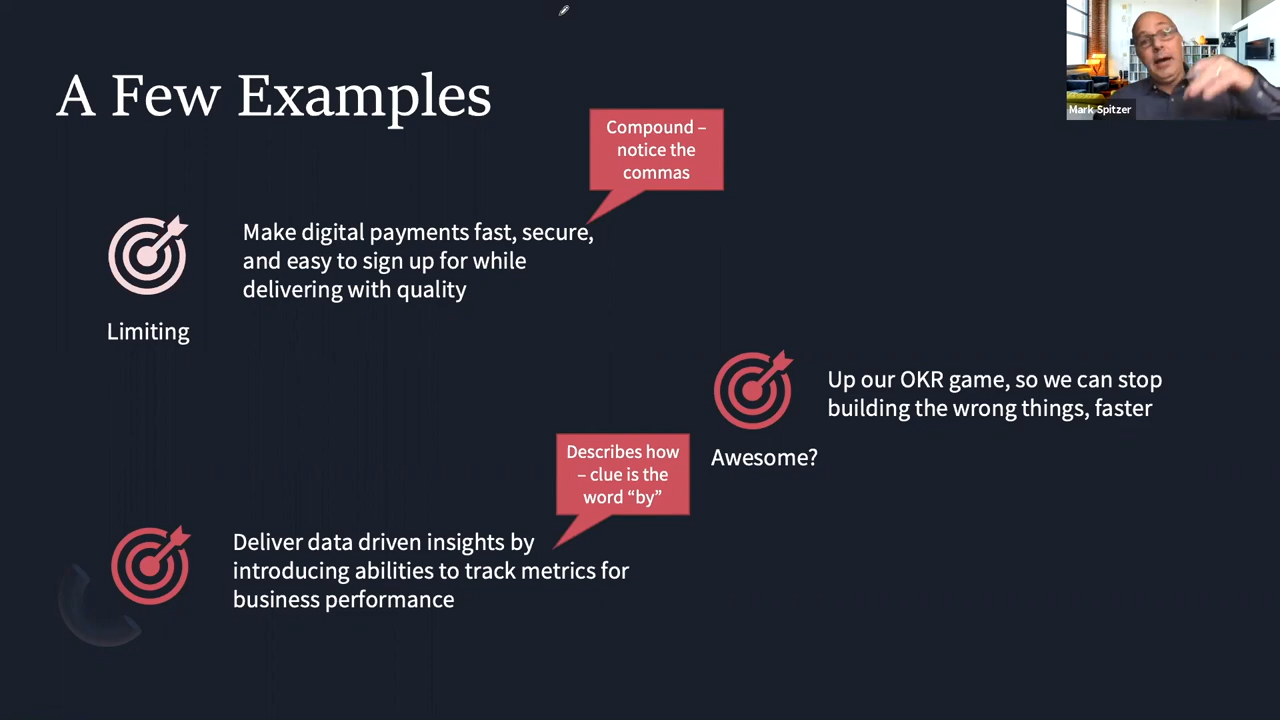 A Few Examples
Mark Spitzer
Compound –
notice the
commas
Make digital payments fast, secure,
and easy to sign up for while
delivering with quality
Limiting
Up our OKR game, so we can stop
building the wrong things, faster
Awesome?
Describes how
– clue is the
word “by”
Deliver data driven insights by
introducing abilities to track metrics for
business performance